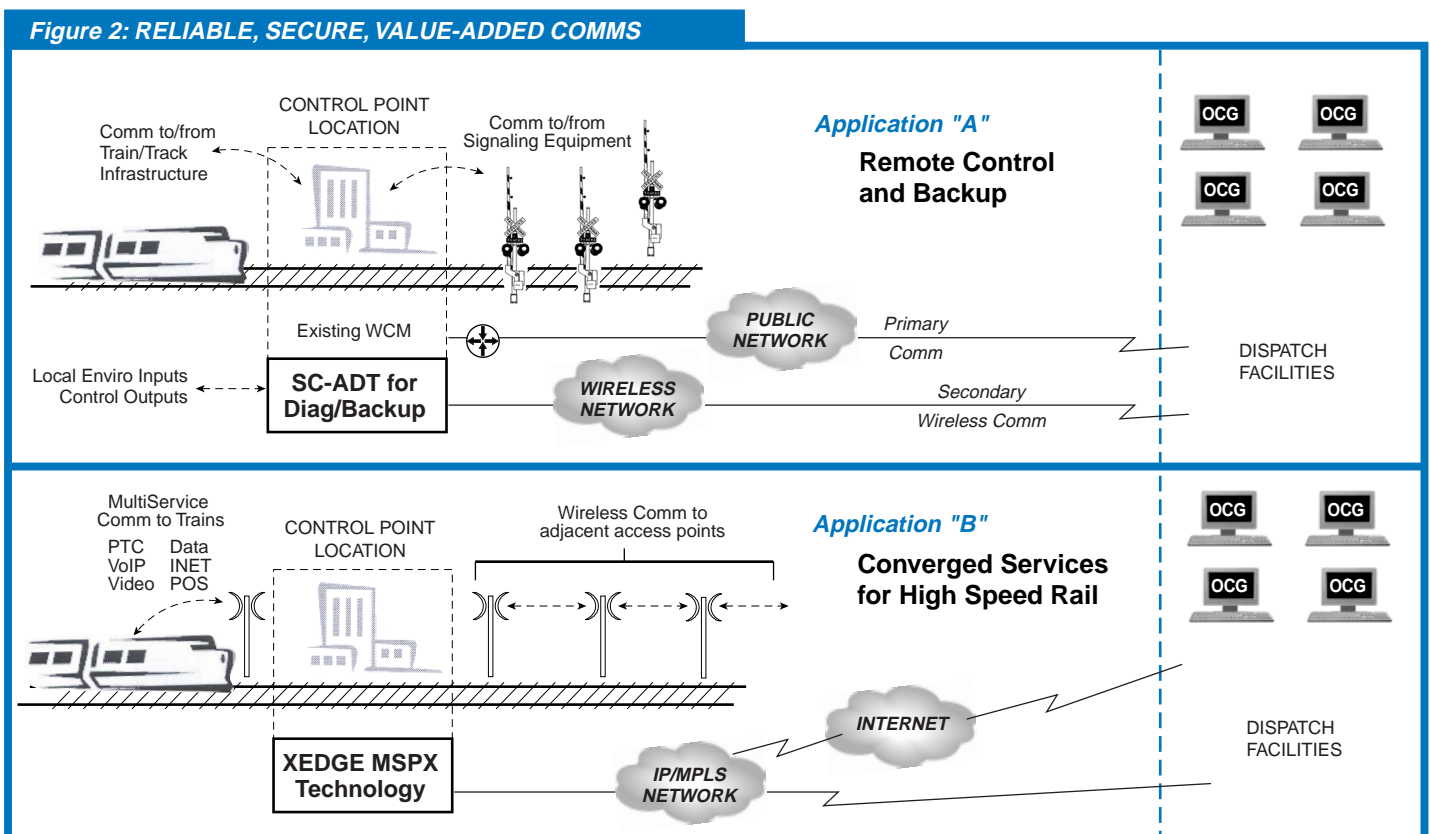 Figure 2: RELIABLE, SECURE, VALUE-ADDED COMMS
Comm to/from
Train/Track
Infrastructure
CONTROL POINT
LOCATION
Comm to/from
Signaling Equipment
Application "A"
Remote Control
and Backup
OCG
OCG
OCG
OCG
Existing WCM
PUBLIC
NETWORK
Primary
Comm
Local Enviro Inputs
Control Outputs
SC-ADT for
Diag/Backup
WIRELESS
NETWORK
Secondary
Wireless Comm
DISPATCH
FACILITIES
MultiService
Comm to Trains
PTC Data
VoIP INET
Video POS
CONTROL POINT
LOCATION
Wireless Comm to
adjacent access points
Application "B"
Converged Services
for High Speed Rail
OCG
OCG
OCG
OCG
XEDGE MSPX
Technology
IP/MPLS
NETWORK
INTERNET
DISPATCH
FACILITIES